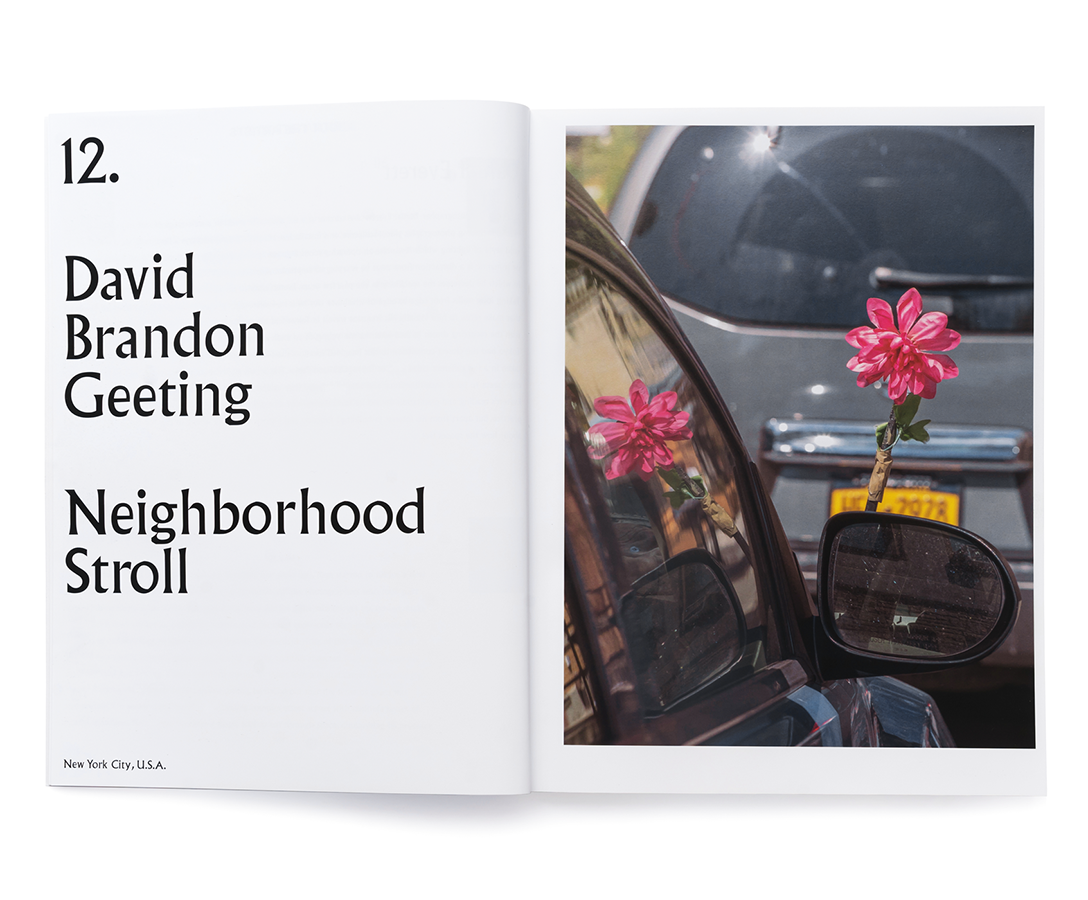 12.
David
Brandon
Geeting
Neighborhood
Stroll
New York City, U.S.A.